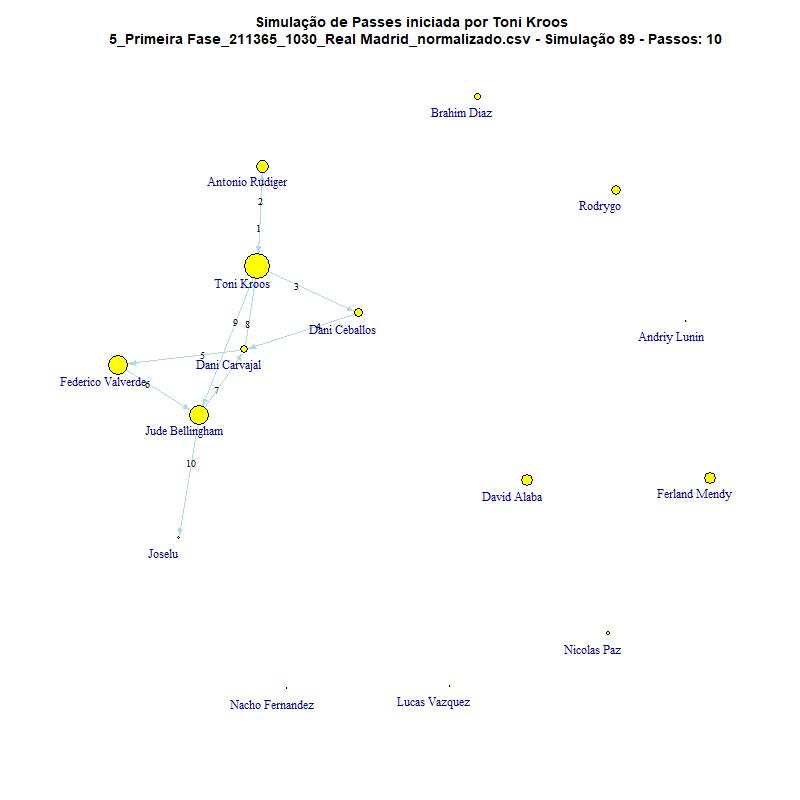 Simulação de Passes iniciada por Toni Kroos
5_Primeira Fase_211365_1030_Real Madrid_normalizado.csv - Simulação 89 - Passos: 10
Brahim Diaz
Antonio Rudiger
Rodrygo
2
1
Toni Kroos
3
9
8
4
Dani Ceballos
Andriy Lunin
5
Dani Carvajal
Federico Valverde
6
7
Jude Bellingham
10
David Alaba
Ferland Mendy
Joselu
Nicolas Paz
Nacho Fernandez
Lucas Vazquez